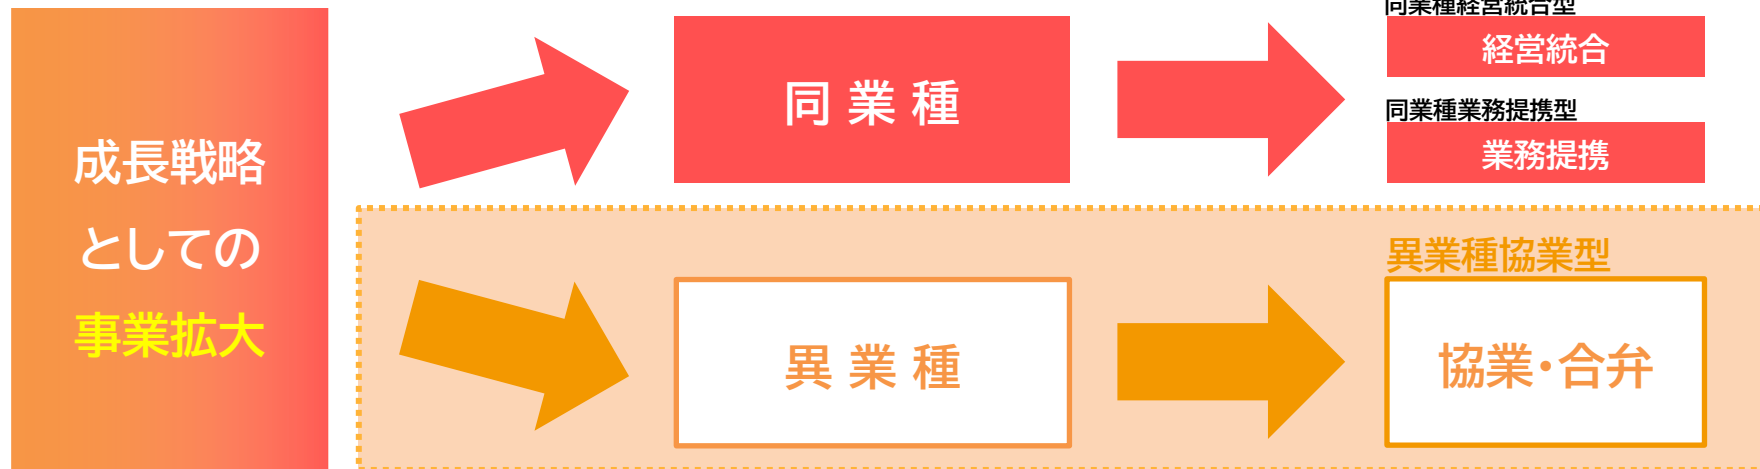 成長戦略
としての
事業拡大
同業種
同業種経営統合型
経営統合
同業種業務提携型
業務提携
異業種
異業種協業型
協業・合弁